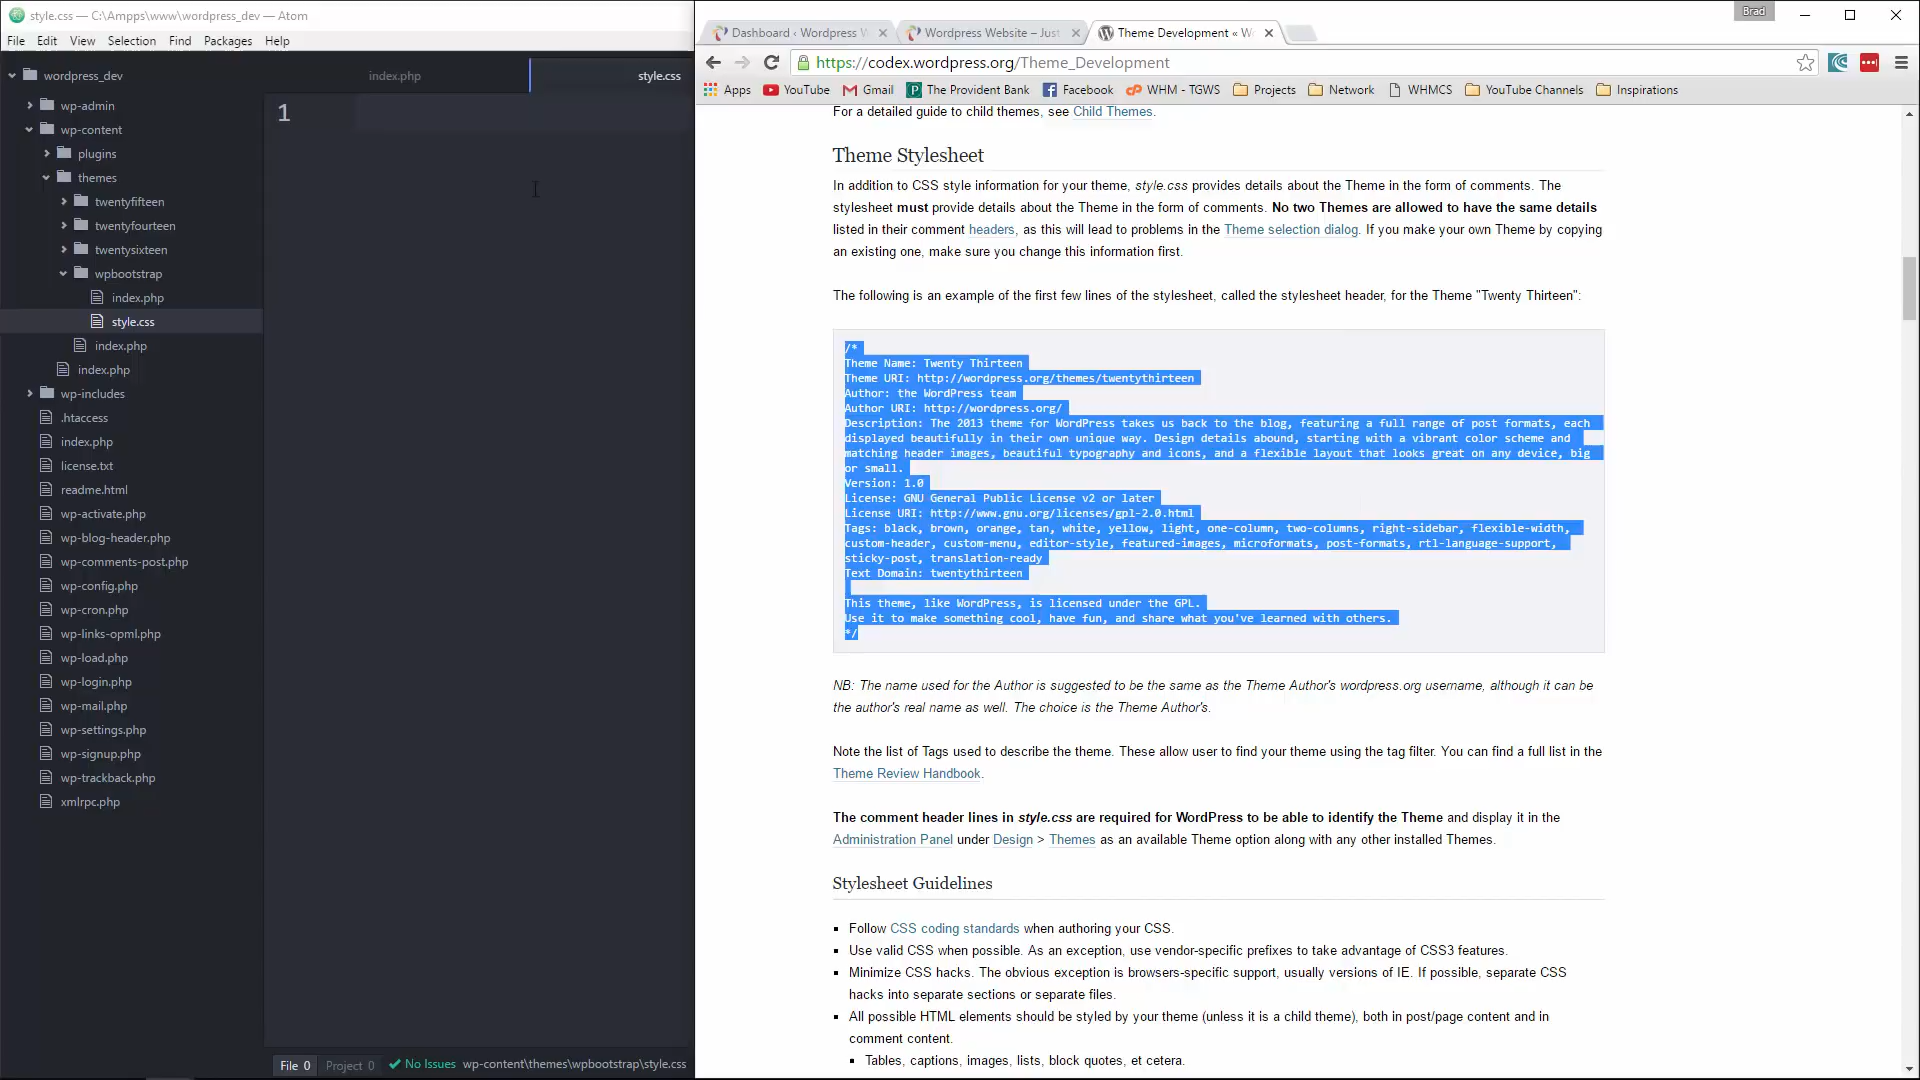 style.css — C:\Ampps\www\wordpress_dev — Atom
File Edit View Selection Find Packages Help
wordpress_dev
wp-admin
wp-content
plugins
themes
twentyfifteen
twentyfourteen
twentysixteen
wpbootstrap
index.php
style.css
index.php
index.php
wp-includes
.htaccess
index.php
license.txt
readme.html
wp-activate.php
wp-blog-header.php
wp-comments-post.php
wp-config.php
wp-cron.php
wp-links-opml.php
wp-load.php
wp-login.php
wp-mail.php
wp-settings.php
wp-signup.php
wp-trackback.php
xmlrpc.php
index.php style.css
1
File 0 Project 0 No Issues wp-content\themes\wpbootstrap\style.css
Brad
Dashboard ‹ Wordpress W Wordpress Website – Just Theme Development « Wo
https://codex.wordpress.org/Theme_Development
Apps YouTube Gmail The Provident Bank Facebook WHM - TGWS Projects Network WHMCS YouTube Channels Inspirations
For a detailed guide to child themes, see Child Themes.
Theme Stylesheet
In addition to CSS style information for your theme, style.css provides details about the Theme in the form of comments. The
stylesheet must provide details about the Theme in the form of comments. No two Themes are allowed to have the same details
listed in their comment headers, as this will lead to problems in the Theme selection dialog. If you make your own Theme by copying
an existing one, make sure you change this information first.
The following is an example of the first few lines of the stylesheet, called the stylesheet header, for the Theme "Twenty Thirteen":
/*
Theme Name: Twenty Thirteen
Theme URI: http://wordpress.org/themes/twentythirteen
Author: the WordPress team
Author URI: http://wordpress.org/
Description: The 2013 theme for WordPress takes us back to the blog, featuring a full range of post formats, each
displayed beautifully in their own unique way. Design details abound, starting with a vibrant color scheme and
matching header images, beautiful typography and icons, and a flexible layout that looks great on any device, big
or small.
Version: 1.0
License: GNU General Public License v2 or later
License URI: http://www.gnu.org/licenses/gpl-2.0.html
Tags: black, brown, orange, tan, white, yellow, light, one-column, two-columns, right-sidebar, flexible-width,
custom-header, custom-menu, editor-style, featured-images, microformats, post-formats, rtl-language-support,
sticky-post, translation-ready
Text Domain: twentythirteen
This theme, like WordPress, is licensed under the GPL.
Use it to make something cool, have fun, and share what you've learned with others.
*/
NB: The name used for the Author is suggested to be the same as the Theme Author's wordpress.org username, although it can be
the author's real name as well. The choice is the Theme Author's.
Note the list of Tags used to describe the theme. These allow user to find your theme using the tag filter. You can find a full list in the
Theme Review Handbook.
The comment header lines in style.css are required for WordPress to be able to identify the Theme and display it in the
Administration Panel under Design > Themes as an available Theme option along with any other installed Themes.
Stylesheet Guidelines
Follow CSS coding standards when authoring your CSS.
Use valid CSS when possible. As an exception, use vendor-specific prefixes to take advantage of CSS3 features.
Minimize CSS hacks. The obvious exception is browsers-specific support, usually versions of IE. If possible, separate CSS
hacks into separate sections or separate files.
All possible HTML elements should be styled by your theme (unless it is a child theme), both in post/page content and in
comment content.
Tables, captions, images, lists, block quotes, et cetera.